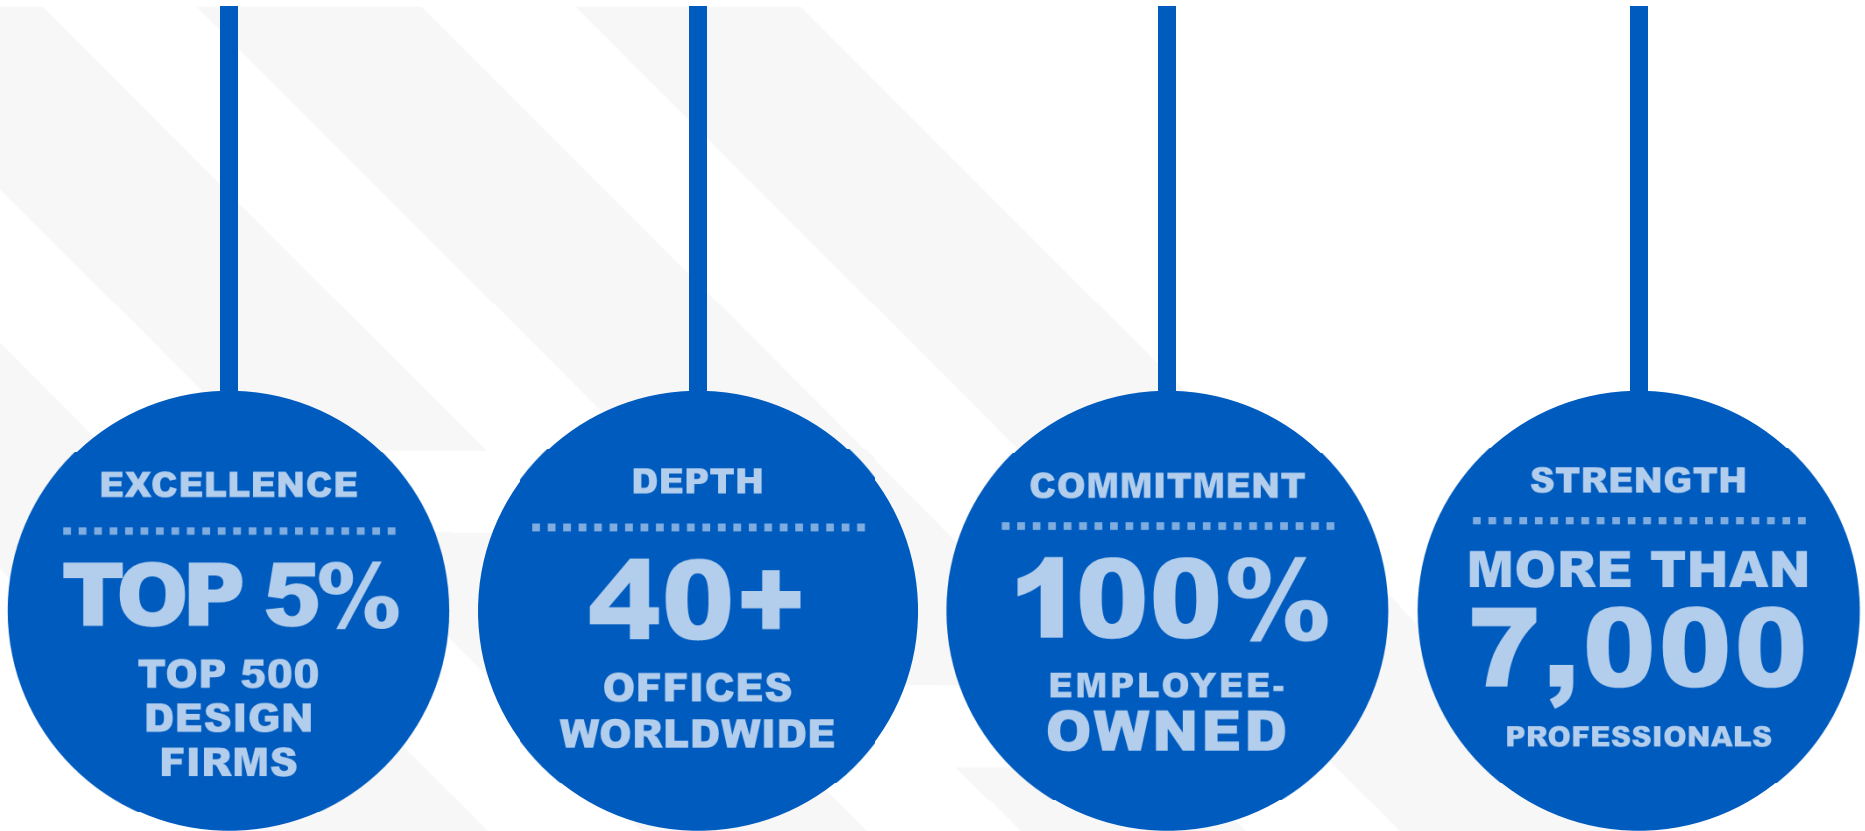 EXCELLENCE
TOP 5%
TOP 500
DESIGN
FIRMS
DEPTH
40+
OFFICES
WORLDWIDE
COMMITMENT
100%
EMPLOYEE-
OWNED
STRENGTH
MORE THAN
7,000
PROFESSIONALS